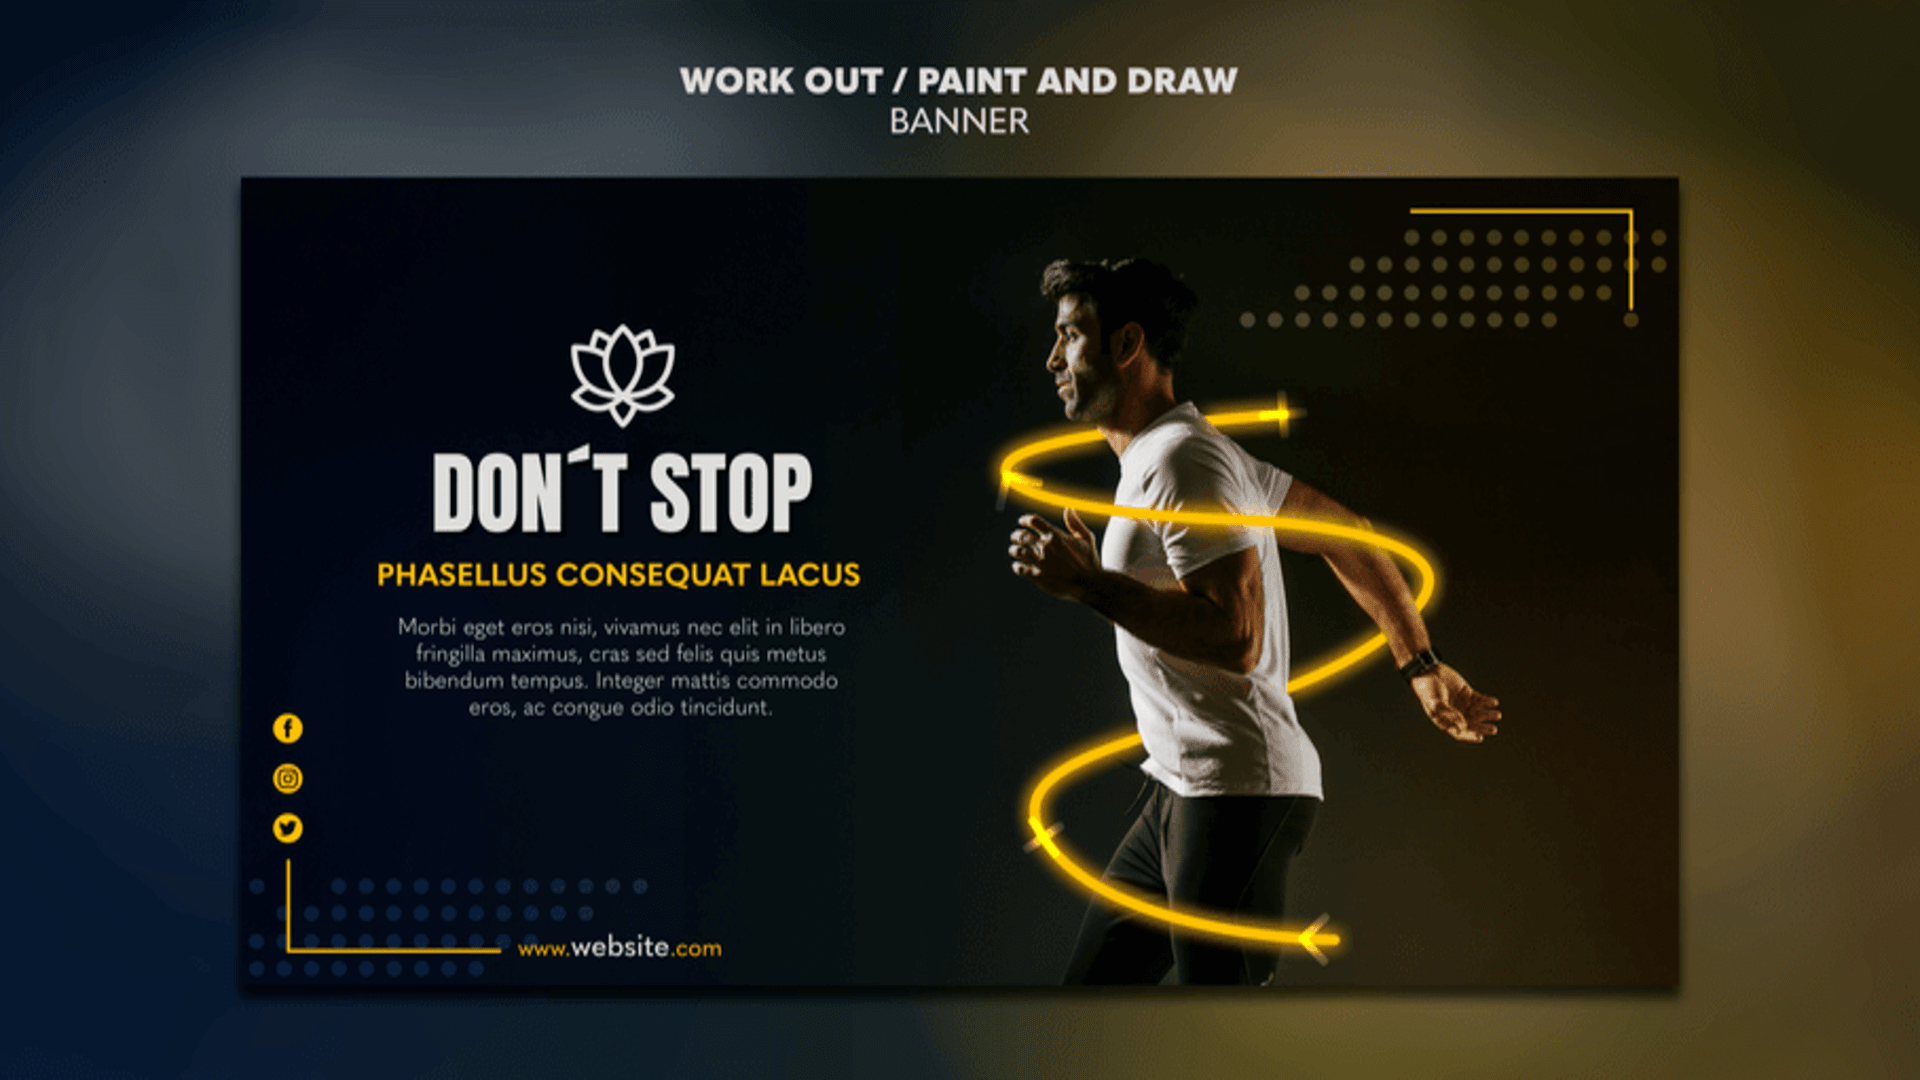 WORK OUT / PAINT AND DRAW
BANNER
DON´T STOP
PHASELLUS CONSEQUAT LACUS
Morbi eget eros nisi, vivamus nec elit in libero
fringilla maximus, cras sed felis quis metus
bibendum tempus. Integer mattis commodo
eros, ac congue odio tincidunt.
www.website.com